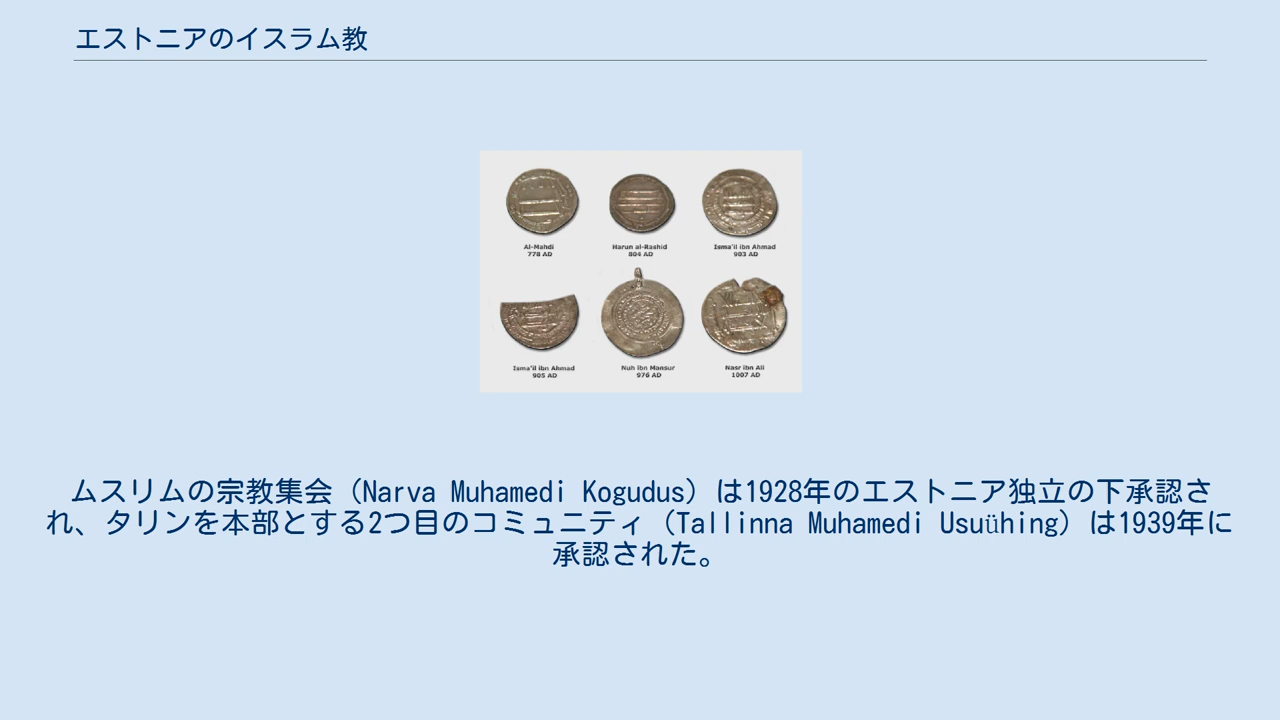 エストニアのイスラム教
Al-Mahdi
778 AD
Harun al-Rashid
804 AD
Isma'il ibn Ahmad
903 AD
Isma'il ibn Ahmad
905 AD
Nuh ibn Mansur
976 AD
Nasr ibn Ali
1007 AD
ムスリムの宗教集会（Narva Muhamedi Kogudus）は1928年のエストニア独立の下承認さ
れ、タリンを本部とする2つ目のコミュニティ（Tallinna Muhamedi Usuühing）は1939年に
承認された。